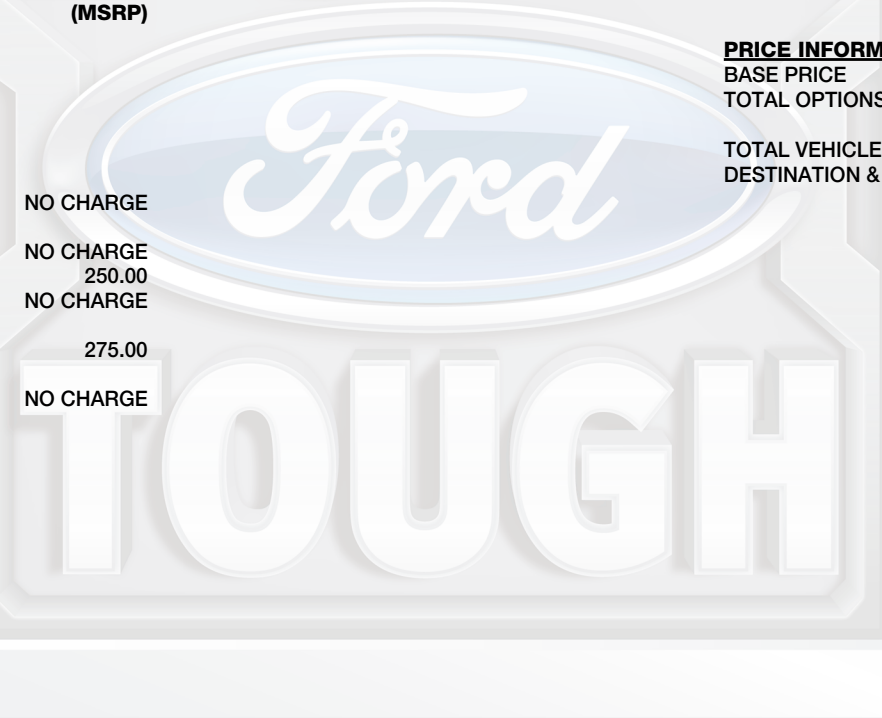 (MSRP)
NO CHARGE
NO CHARGE
250.00
NO CHARGE
275.00
NO CHARGE
PRICE INFORM
BASE PRICE
TOTAL OPTIONS
TOTAL VEHICLE
DESTINATION &
Ford
TOUGH